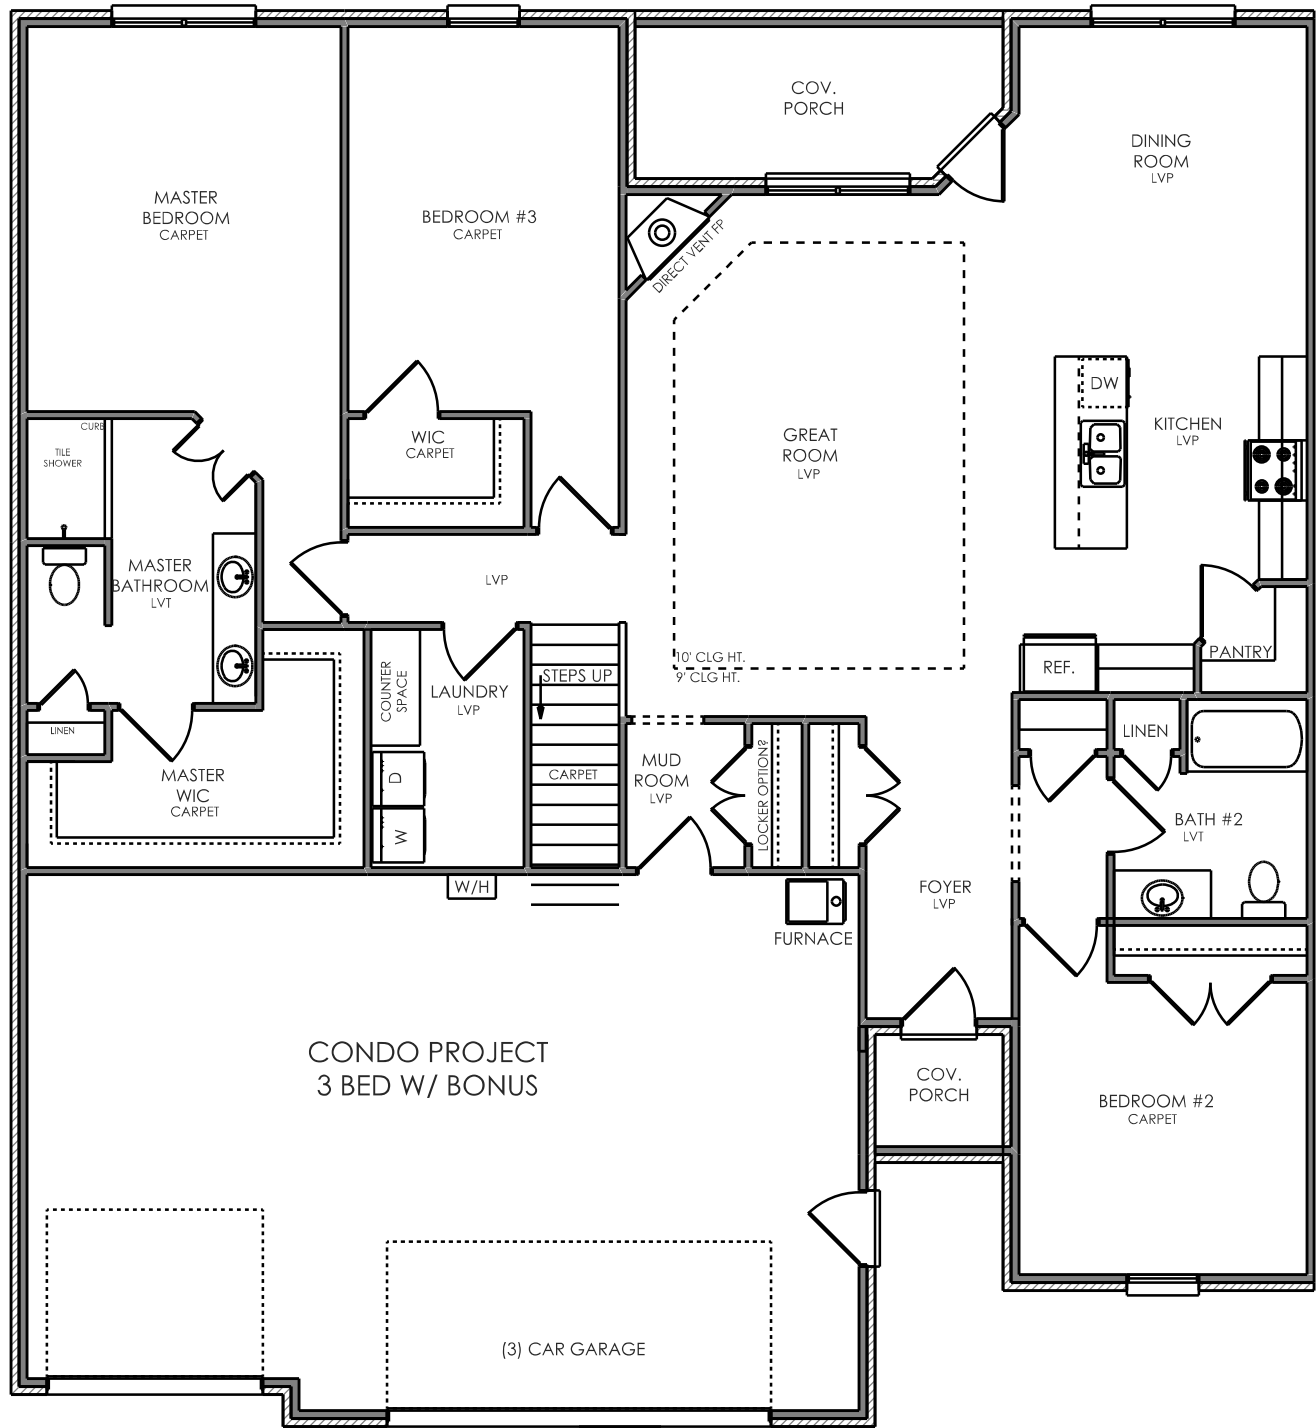 COV.
PORCH
DINING
ROOM
LVP
MASTER
BEDROOM
CARPET
BEDROOM #3
CARPET
DIRECT VENT FP
DW
CURB
TILE
SHOWER
WIC
CARPET
GREAT
ROOM
LVP
KITCHEN
LVP
MASTER
BATHROOM
LVT
LVP
10' CLG HT.
9' CLG HT.
PANTRY
REF.
COUNTER
SPACE
LAUNDRY
LVP
STEPS UP
LINEN
LINEN
MASTER
WIC
CARPET
D
W
CARPET
MUD
ROOM
LVP
LOCKER OPTION?
BATH #2
LVT
W/H
FOYER
LVP
FURNACE
CONDO PROJECT
3 BED W/ BONUS
COV.
PORCH
BEDROOM #2
CARPET
(3) CAR GARAGE